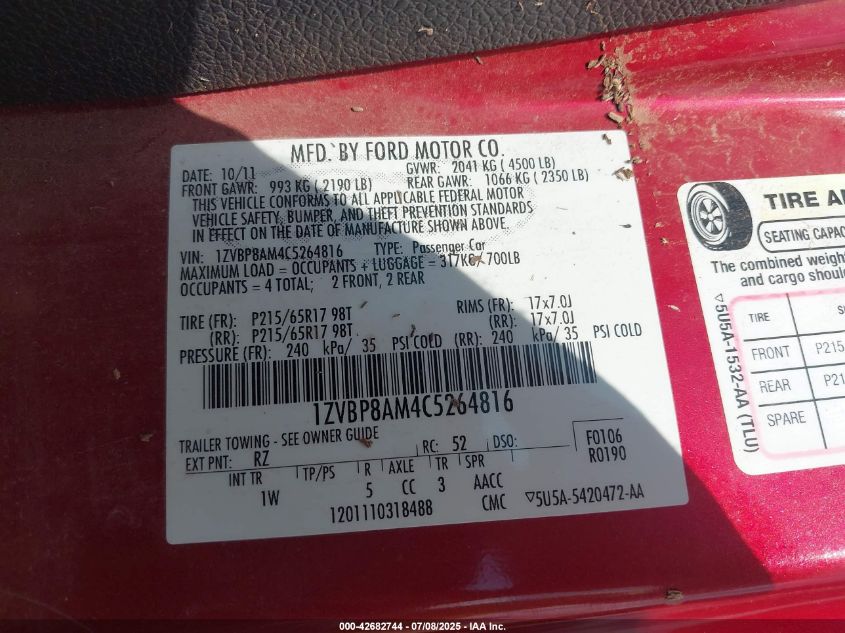 MFD. BY FORD MOTOR CO.
DATE: 10/11 GVWR: 2041 KG ( 4500 LB)
FRONT GAWR: 993 KG ( 2190 LB) REAR GAWR: 1066 KG ( 2350 LB)
THIS VEHICLE CONFORMS TO ALL APPLICABLE FEDERAL MOTOR
VEHICLE SAFETY, BUMPER, AND THEFT PREVENTION STANDARDS
IN EFFECT ON THE DATE OF MANUFACTURE SHOWN ABOVE.
VIN: 1ZVBP8AM4C5264816 TYPE: Passenger Car
MAXIMUM LOAD = OCCUPANTS + LUGGAGE = 317KG / 700LB
OCCUPANTS = 4 TOTAL; 2 FRONT, 2 REAR
TIRE (FR): P215/65R17 98T RIMS (FR): 17x7.0J
(RR): P215/65R17 98T (RR): 17x7.0J
PRESSURE (FR): 240 kPa/ 35 PSI COLD (RR): 240 kPa/ 35 PSI COLD
1ZVBP8AM4C5264816
TRAILER TOWING - SEE OWNER GUIDE
EXT PNT: RZ RC: 52 DSO: F0106
R0190
INT TR TP/PS R AXLE TR SPR
1W 5 CC 3 AACC
1201110318488 CMC ▽5U5A-5420472-AA
TIRE
SEATING
The combined
and cargo
TIRE
FRONT P215
REAR
SPARE
▽5U5A-1532-AA (TLU)
000-42682744 - 07/08/2025 - IAA Inc.